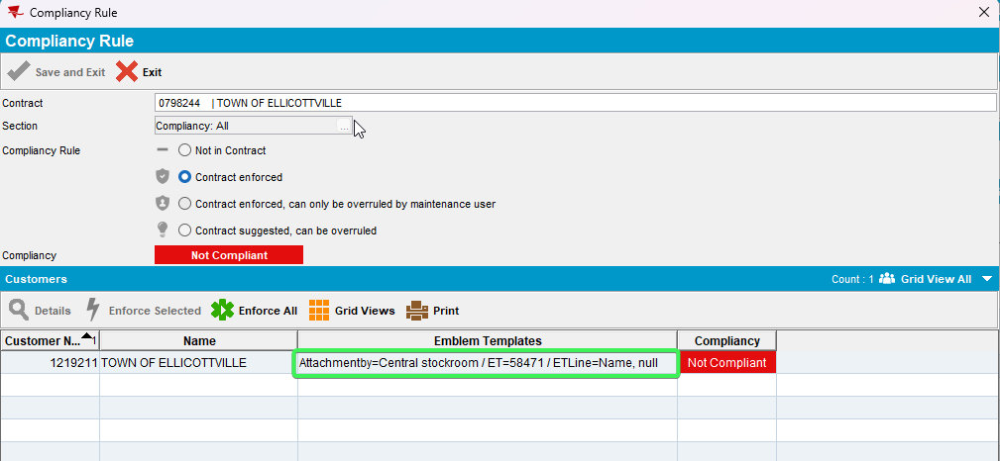 Compliancy Rule
Compliancy Rule
Save and Exit Exit
Contract 0798244 | TOWN OF ELLICOTTVILLE
Section Compliancy: All ...
Compliancy Rule Not in Contract
Contract enforced
Contract enforced, can only be overruled by maintenance user
Contract suggested, can be overruled
Compliancy Not Compliant
Customers Count : 1 Grid View All
Details Enforce Selected Enforce All Grid Views Print
Customer N... 1 Name Emblem Templates Compliancy
1219211 TOWN OF ELLICOTTVILLE Attachmentby=Central stockroom / ET=58471 / ETLine=Name, null Not Compliant